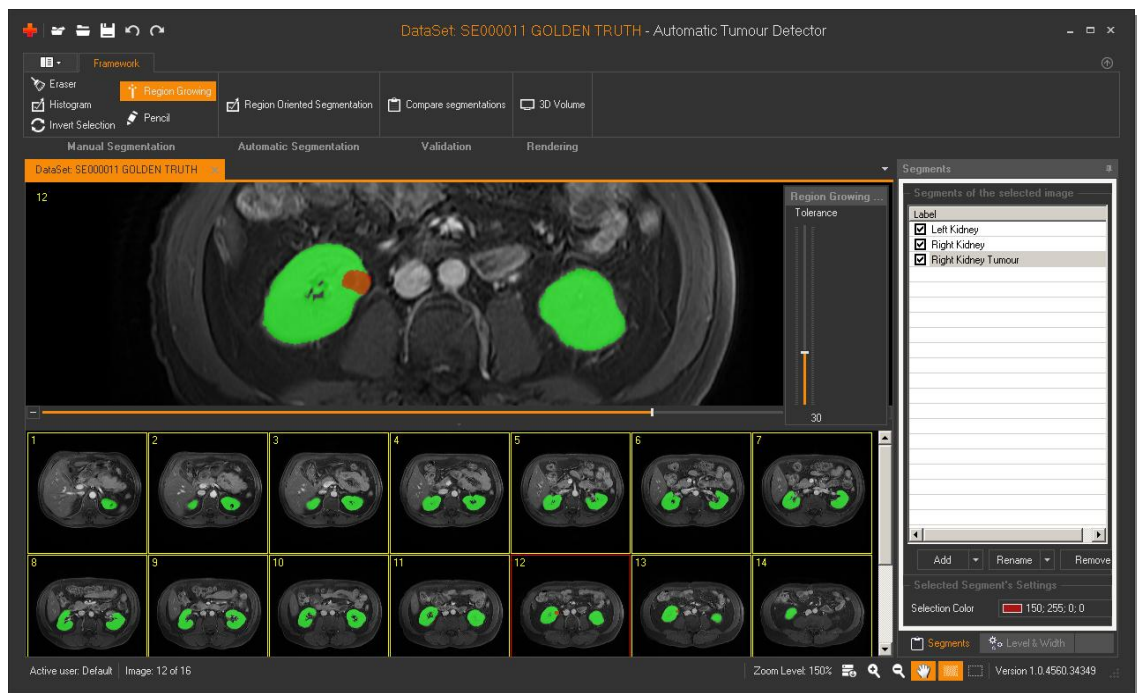 DataSet: SE000011 GOLDEN TRUTH - Automatic Tumour Detector
Framework
Eraser
Region Growing
Histogram
Region Oriented Segmentation
Compare segmentations
3D Volume
Invert Selection
Pencil
Manual Segmentation
Automatic Segmentation
Validation
Rendering
DataSet: SE000011 GOLDEN TRUTH
Segments
12
Region Growing ...
Tolerance
30
Segments of the selected image
Label
Left Kidney
Right Kidney
Right Kidney Tumour
1
2
3
4
5
6
7
8
9
10
11
12
13
14
Add
Rename
Remove
Selected Segment's Settings
Selection Color
150; 255; 0; 0
Segments
Level & Width
Active user: Default
Image: 12 of 16
Zoom Level: 150%
Version 1.0.4560.34349